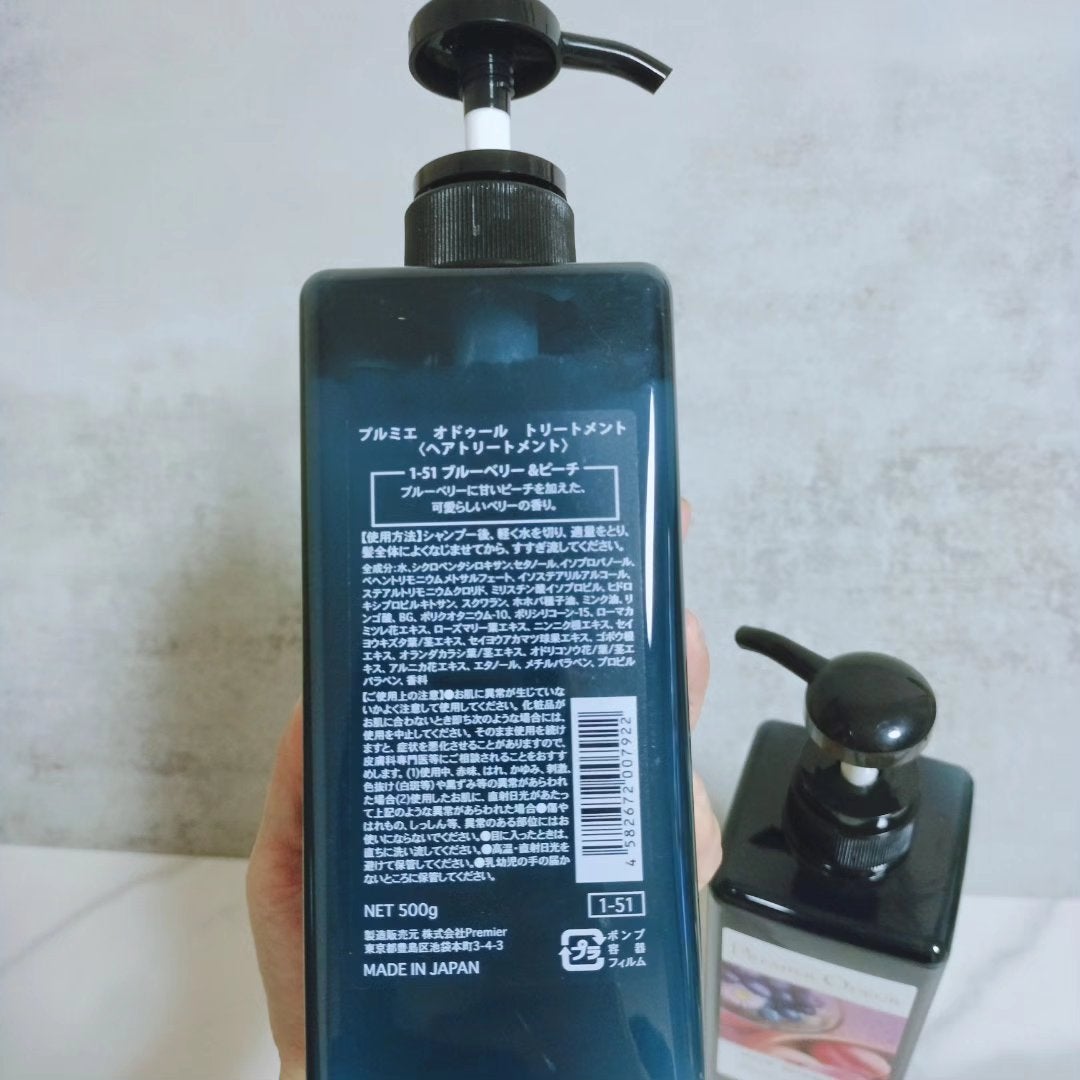 プルミエ オドゥール トリートメント
〈ヘアトリートメント〉
1-51 ブルーベリー&ピーチ
ブルーベリーに甘いピーチを加えた、
可愛らしいベリーの香り。
【使用方法】シャンプー後、軽く水を切り、適量をとり、
髪全体によくなじませてから、すすぎ流してください。
全成分:水、シクロペンタシロキサン、セタノール、イソプロパノール、
ベヘントリモニウムメトサルフェート、イソステアリルアルコール、
ステアルトリモニウムクロリド、ミリスチン酸イソプロピル、ヒドロ
キシプロピルキトサン、スクワラン、ホホバ種子油、ミンク油、リ
ンゴ酸、BG、ポリクオタニウム-10、ポリシリコーン-15、ローマカ
ミツレ花エキス、ローズマリー葉エキス、ニンニク根エキス、セイ
ヨウキズタ葉/茎エキス、セイヨウアカマツ球果エキス、ゴボウ根
エキス、オランダカラシ葉/茎エキス、オドリコソウ花/葉/茎エ
キス、アルニカ花エキス、エタノール、メチルパラベン、プロピル
パラベン、香料
【ご使用上の注意】●お肌に異常が生じていな
いかよく注意して使用してください。化粧品が
お肌に合わないとき即ち次のような場合には、
使用を中止してください。そのまま使用を続け
ますと、症状を悪化させることがありますので、
皮膚科専門医等にご相談されることをおすす
めします。(1)使用中、赤味、はれ、かゆみ、刺激、
色抜け(白斑等)や黒ずみ等の異常があらわれ
た場合(2)使用したお肌に、直射日光があたっ
て上記のような異常があらわれた場合●傷や
はれもの、しっしん等、異常のある部位にはお
使いにならないでください。●目に入ったときは、
直ちに洗い流してください。●高温・直射日光を
避けて保管してください。●乳幼児の手の届か
ないところに保管してください。
4582672007922
NET 500g
1-51
製造販売元 株式会社Premier
東京都豊島区池袋本町3-4-3
MADE IN JAPAN
プラ
ポンプ
容器
フィルム